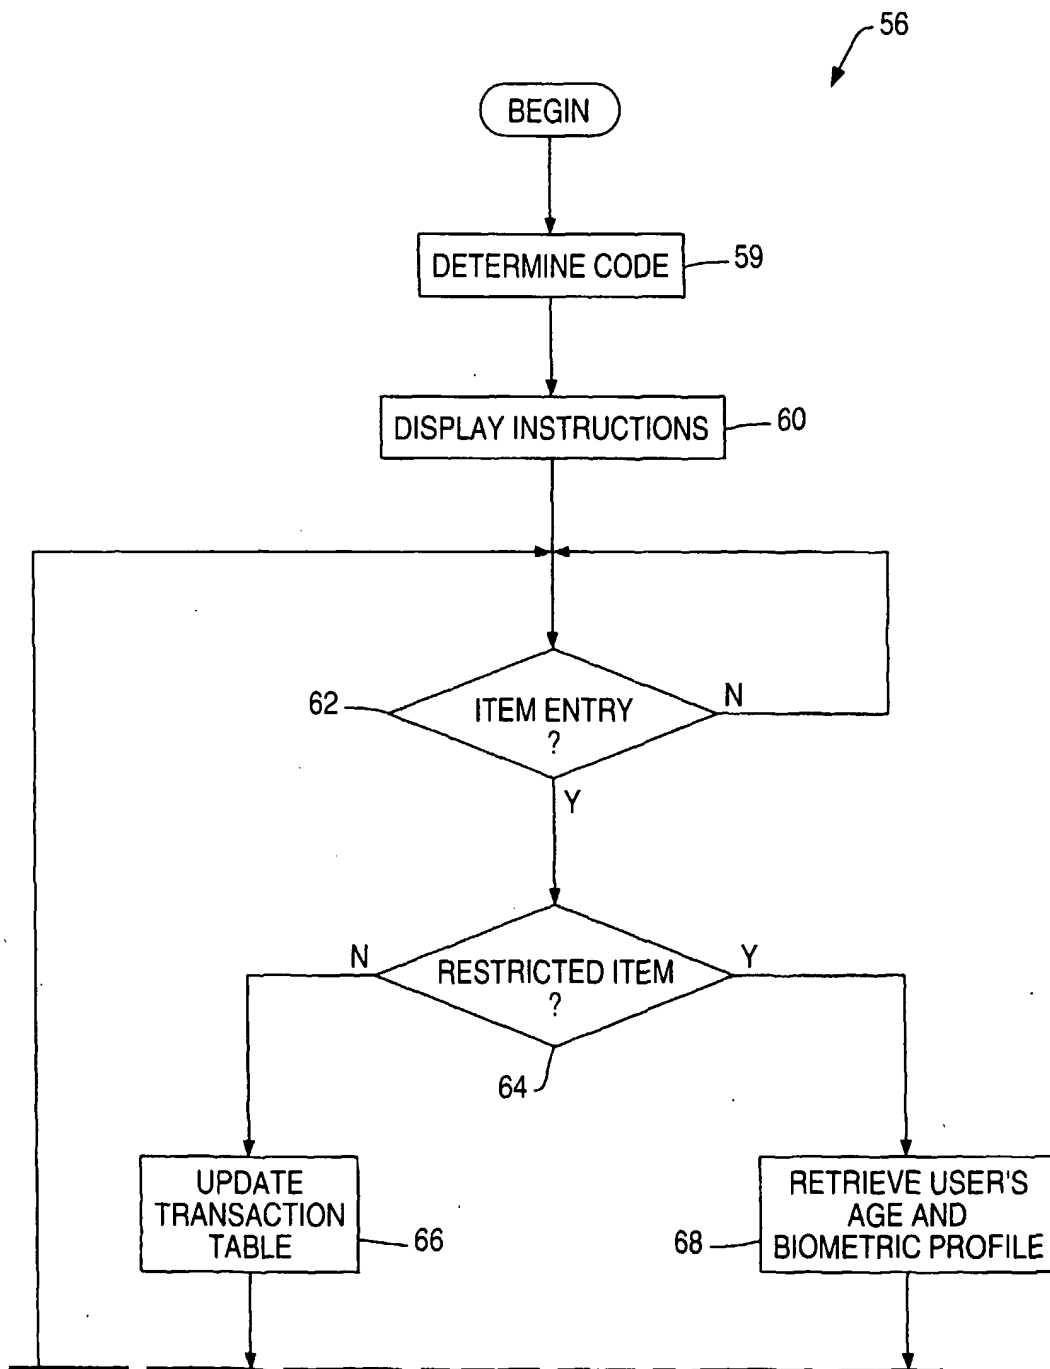 56
BEGIN
DETERMINE CODE
59
DISPLAY INSTRUCTIONS
60
62
ITEM ENTRY
?
N
Y
N
RESTRICTED ITEM
?
Y
64
UPDATE
TRANSACTION
TABLE
66
68
RETRIEVE USER'S
AGE AND
BIOMETRIC PROFILE